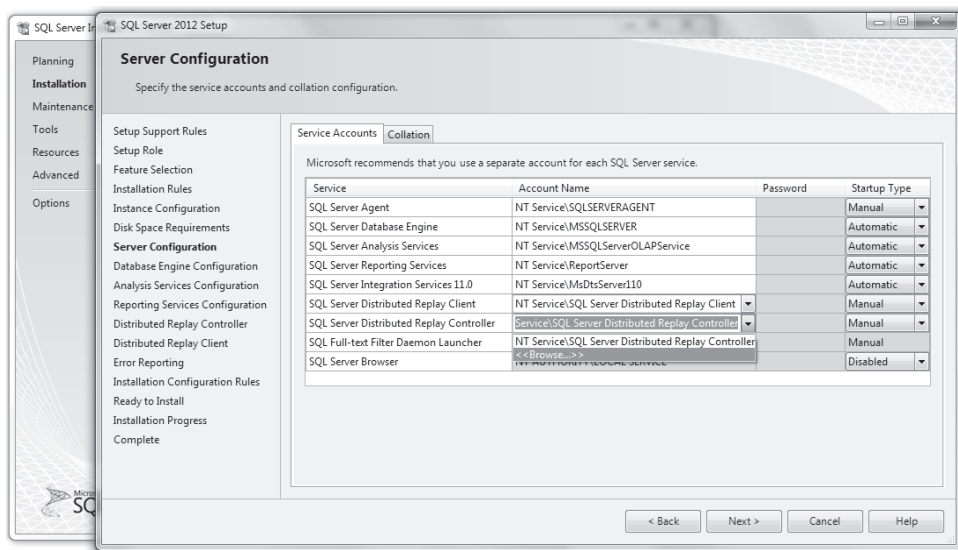 SQL Server In
Planning
Installation
Maintenance
Tools
Resources
Advanced
Options
SQL Server 2012 Setup
Server Configuration
Specify the service accounts and collation configuration.
Setup Support Rules
Setup Role
Feature Selection
Installation Rules
Instance Configuration
Disk Space Requirements
Server Configuration
Database Engine Configuration
Analysis Services Configuration
Reporting Services Configuration
Distributed Replay Controller
Distributed Replay Client
Error Reporting
Installation Configuration Rules
Ready to Install
Installation Progress
Complete
Service Accounts Collation
Microsoft recommends that you use a separate account for each SQL Server service.
Service Account Name Password Startup Type
SQL Server Agent NT Service\SQLSERVERAGENT Manual
SQL Server Database Engine NT Service\MSSQLSERVER Automatic
SQL Server Analysis Services NT Service\MSSQLServerOLAPService Automatic
SQL Server Reporting Services NT Service\ReportServer Automatic
SQL Server Integration Services 11.0 NT Service\MsDtsServer110 Automatic
SQL Server Distributed Replay Client NT Service\SQL Server Distributed Replay Client Manual
SQL Server Distributed Replay Controller Service\SQL Server Distributed Replay Controller Manual
SQL Full-text Filter Daemon Launcher NT Service\SQL Server Distributed Replay Controller Manual
<<Browse...>>
SQL Server Browser NT AUTHORITY\LOCAL SERVICE Disabled
Micros
SQ
< Back Next > Cancel Help